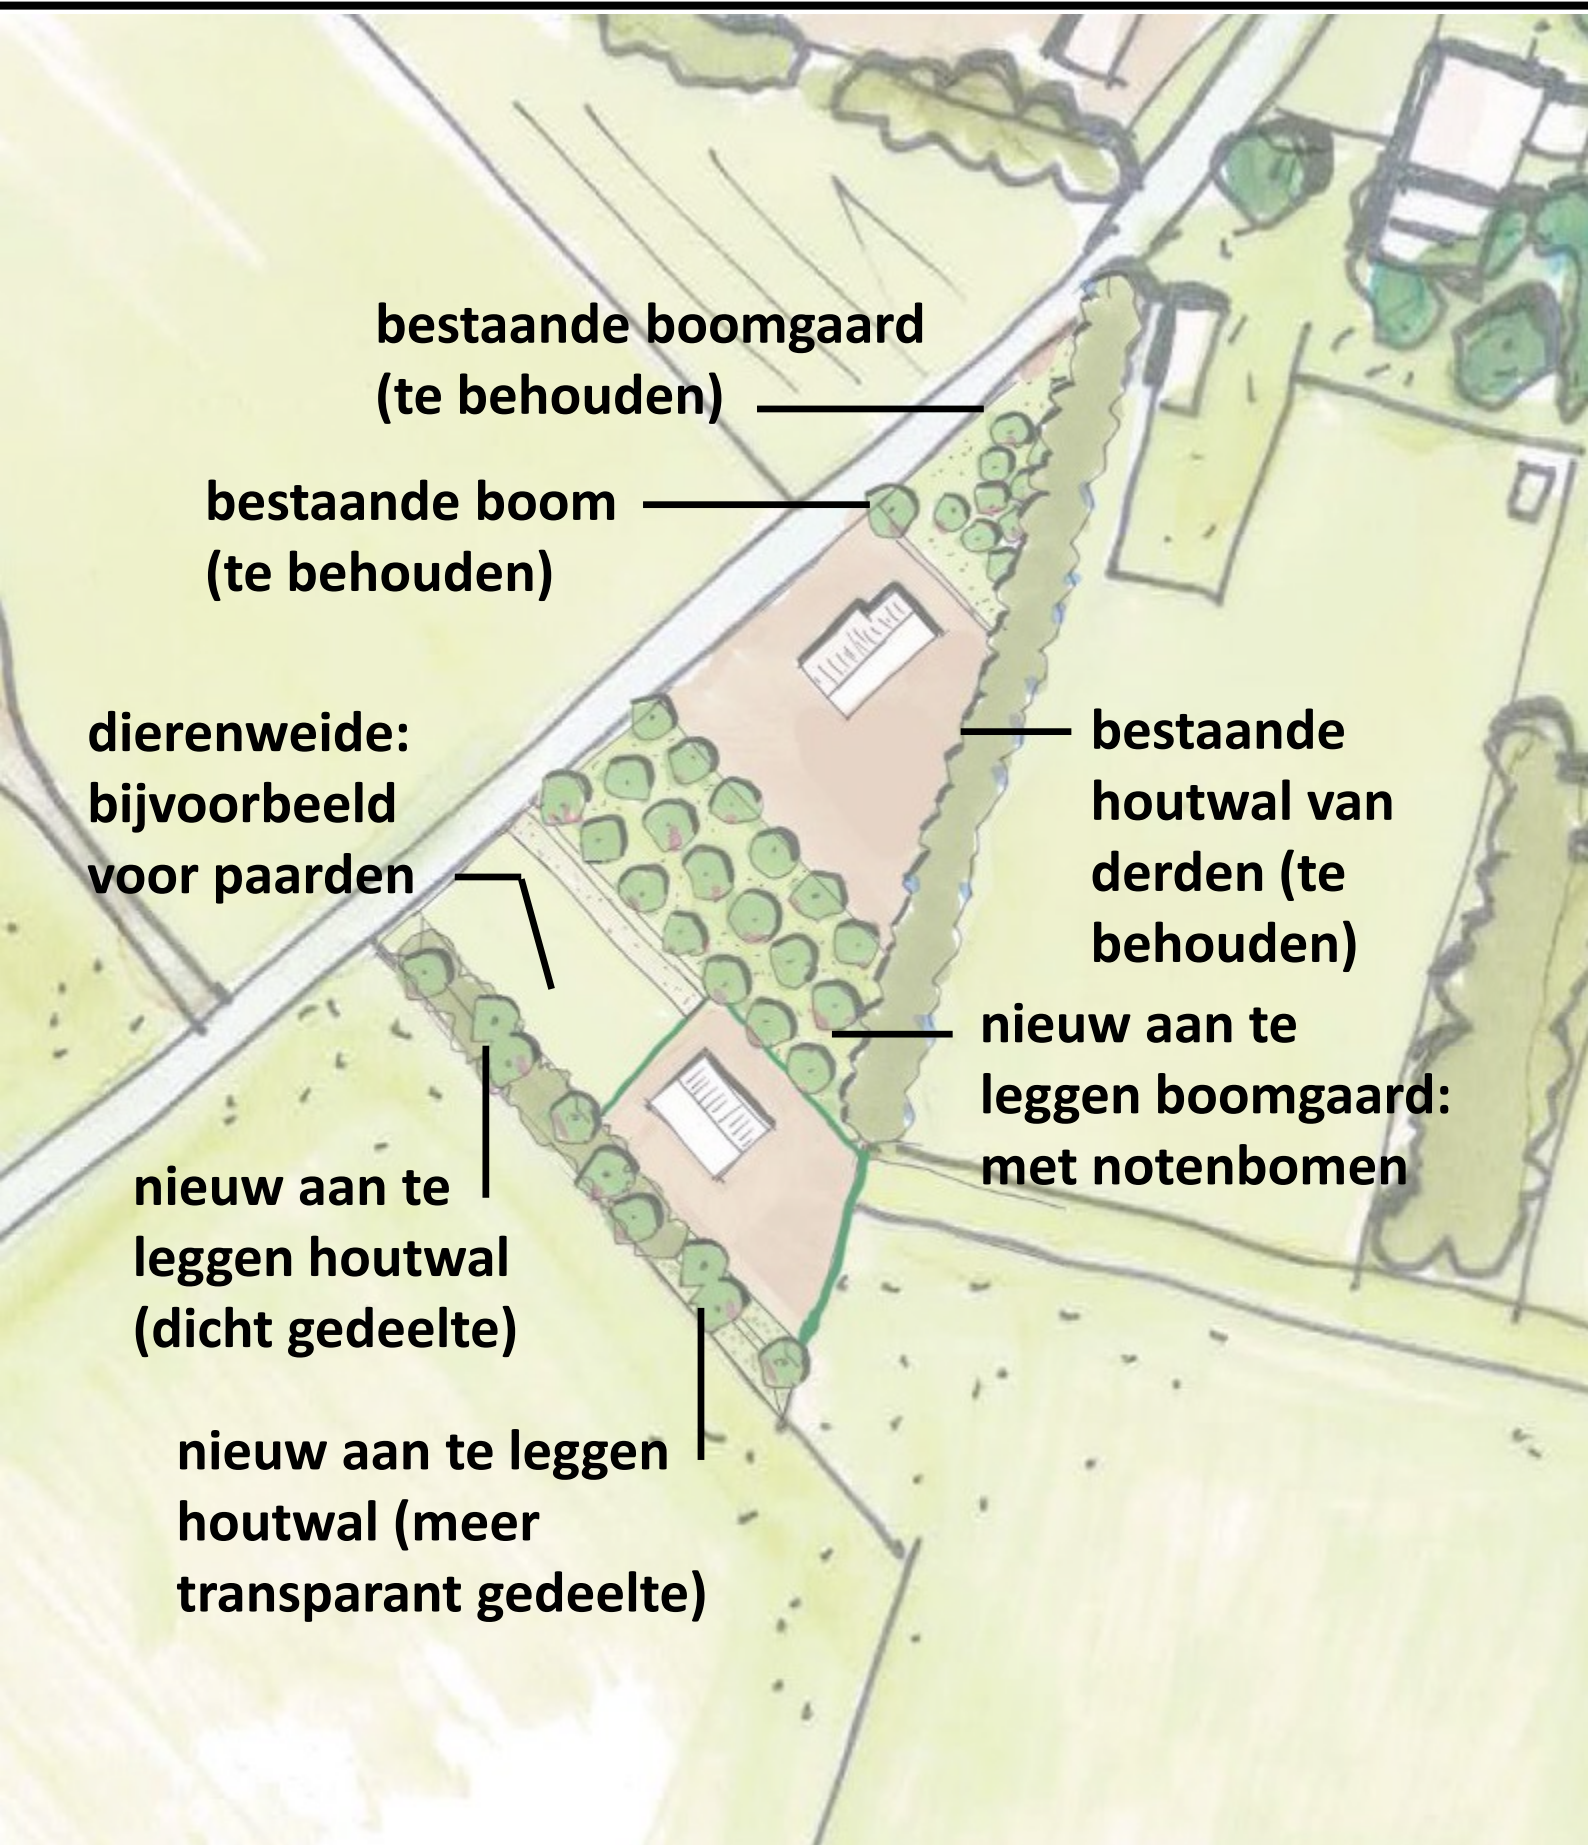 bestaande boomgaard
(te behouden)
bestaande boom
(te behouden)
dierenweide:
bijvoorbeeld
voor paarden
bestaande
houtwal van
derden (te
behouden)
nieuw aan te
leggen boomgaard:
met notenbomen
nieuw aan te
leggen houtwal
(dicht gedeelte)
nieuw aan te leggen
houtwal (meer
transparant gedeelte)